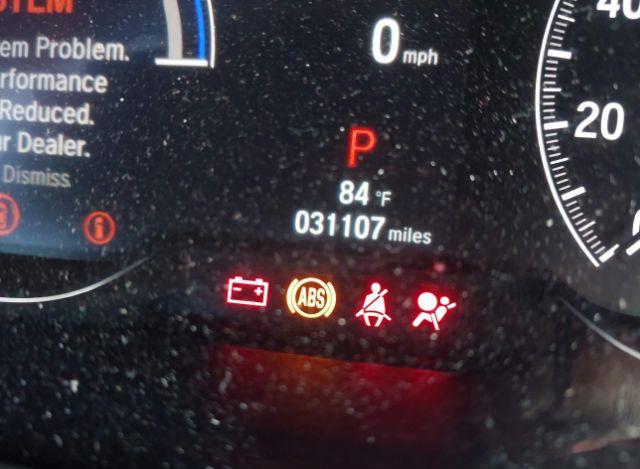 STEM
em Problem.
rformance
Reduced.
r Dealer.
Dismiss
0 mph
P
84 °F
031107 miles
ABS
40
20